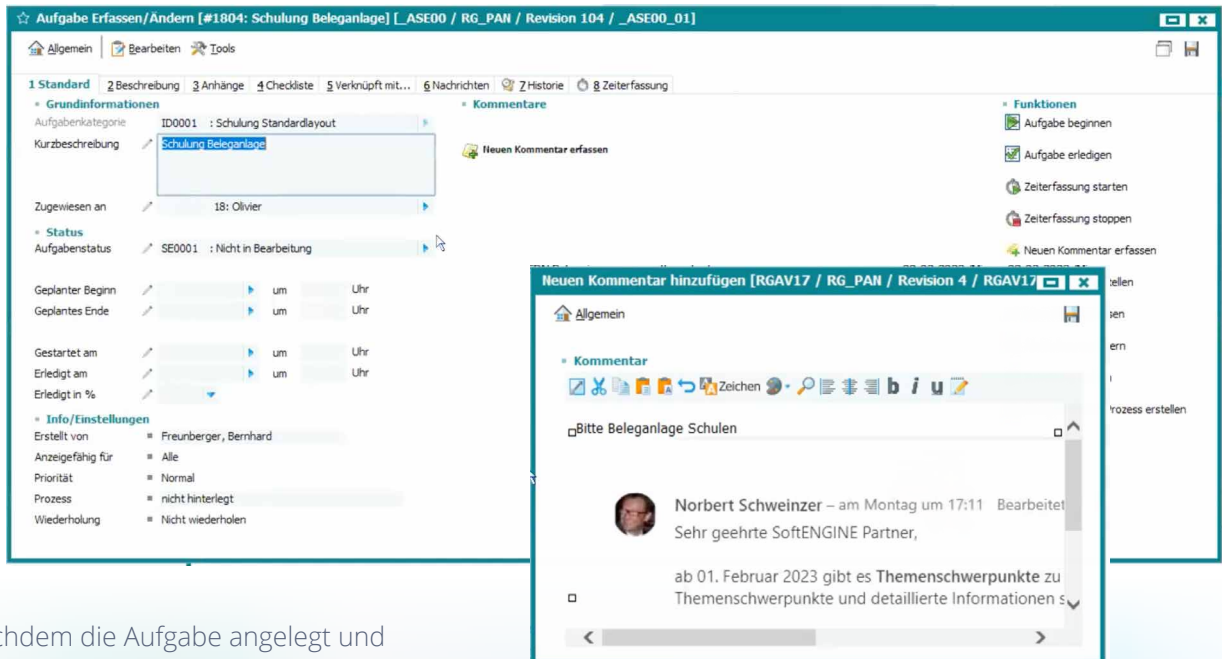 ☆ Aufgabe Erfassen/Ändern [#1804: Schulung Beleganlage] [_ASE00 / RG_PAN / Revision 104 / _ASE00_01]
Allgemein Bearbeiten Tools
1 Standard 2 Beschreibung 3 Anhänge 4 Checkliste 5 Verknüpft mit... 6 Nachrichten 7 Historie 8 Zeiterfassung
Grundinformationen
Aufgabenkategorie ID0001 : Schulung Standardlayout
Kurzbeschreibung Schulung Beleganlage
Zugewiesen an 18: Olivier
Status
Aufgabenstatus SE0001 : Nicht in Bearbeitung
Geplanter Beginn um Uhr
Geplantes Ende um Uhr
Gestartet am um Uhr
Erledigt am um Uhr
Erledigt in %
Info/Einstellungen
Erstellt von Freunberger, Bernhard
Anzeigefähig für Alle
Priorität Normal
Prozess nicht hinterlegt
Wiederholung Nicht wiederholen
Kommentare
Neuen Kommentar erfassen
Funktionen
Aufgabe beginnen
Aufgabe erledigen
Zeiterfassung starten
Zeiterfassung stoppen
Neuen Kommentar erfassen
ellen
sen
ern
rozess erstellen
Neuen Kommentar hinzufügen [RGAV17 / RG_PAN / Revision 4 / RGAV17
Allgemein
Kommentar
Zeichen b i u
Bitte Beleganlage Schulen
Norbert Schweinzer – am Montag um 17:11 Bearbeitet
Sehr geehrte SoftENGINE Partner,
ab 01. Februar 2023 gibt es Themenschwerpunkte zu
Themenschwerpunkte und detaillierte Informationen s
chdem die Aufgabe angelegt und